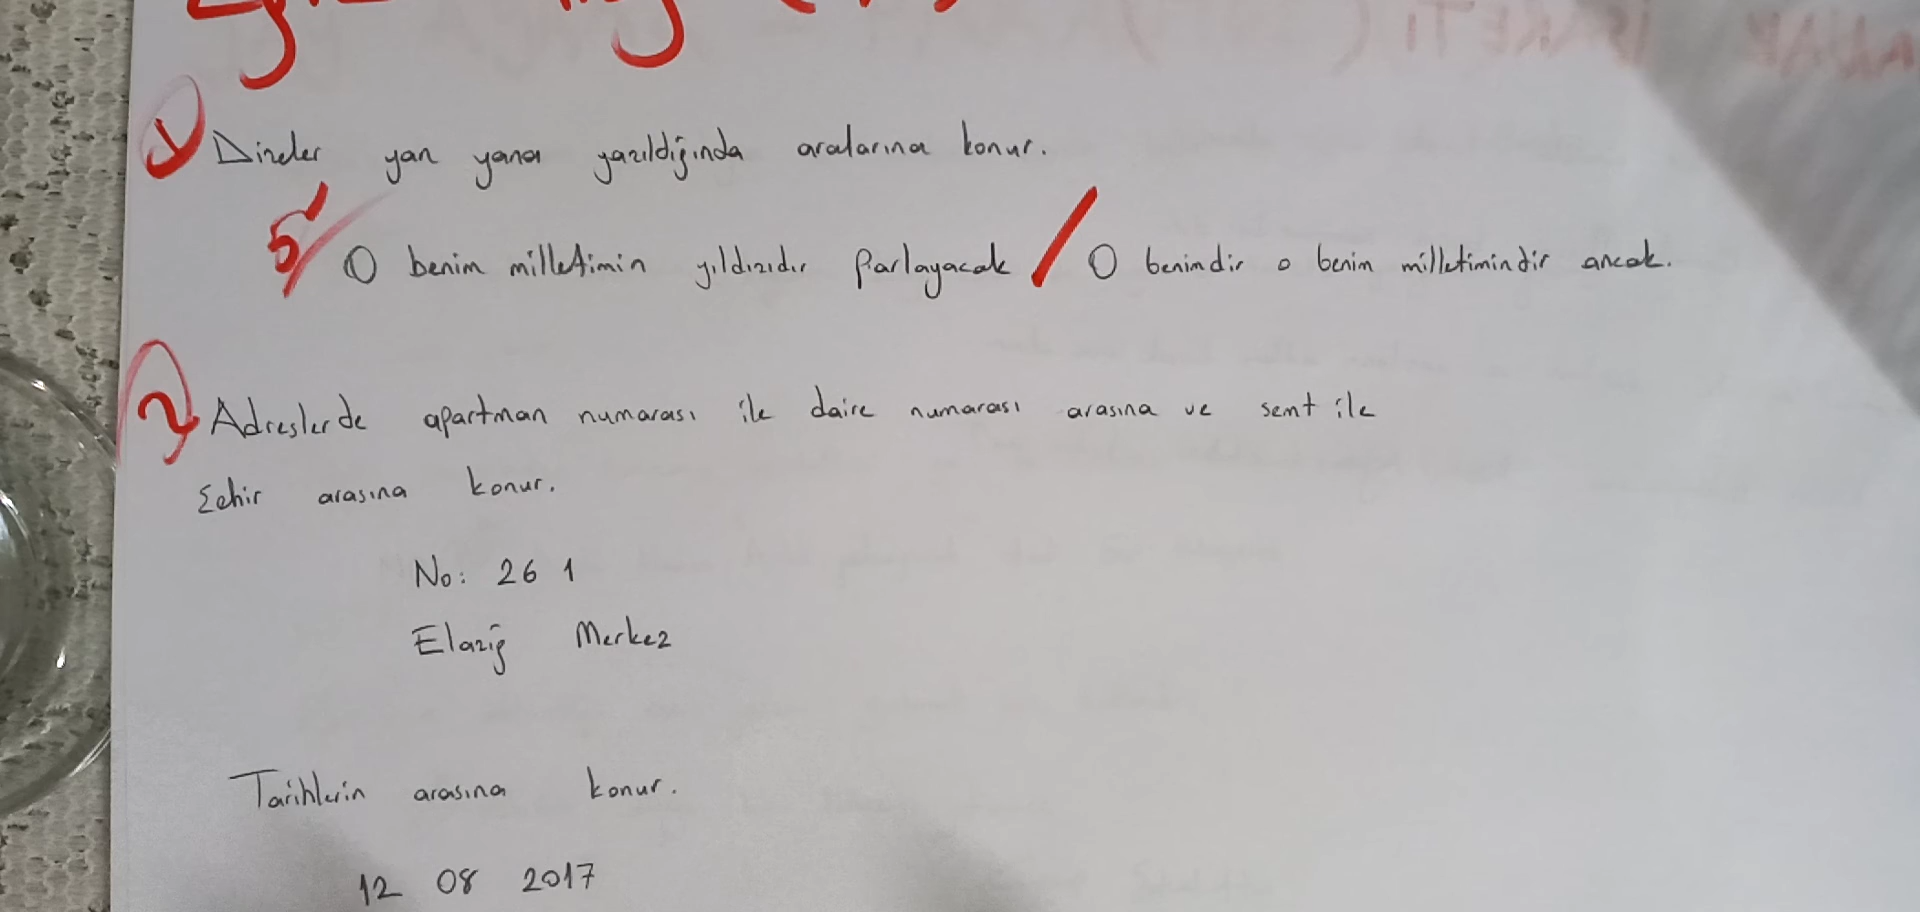 1) Dizeler yan yana yazıldığında aralarına konur.
Ö/ O benim milletimin yıldızıdır parlayacak / O benimdir o benim milletimindir ancak.
2) Adreslerde apartman numarası ile daire numarası arasına ve semt ile
şehir arasına konur.
No: 26 1
Elazığ Merkez
Tarihlerin arasına konur.
12 08 2017